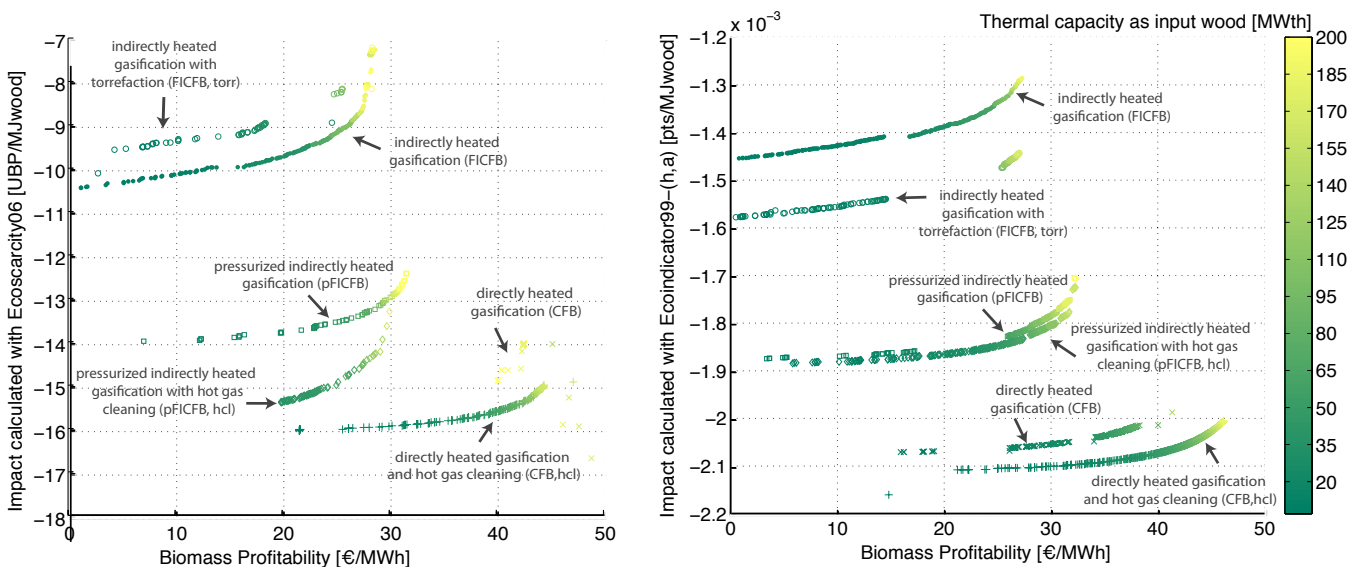 −7
−8
−9
−10
−11
−12
−13
−14
−15
−16
−17
−18
Impact calculated with Ecoscarcity06 [UBP/MJwood]
indirectly heated
gasification with
torrefaction (FICFB, torr)
indirectly heated
gasification (FICFB)
pressurized indirectly heated
gasification (pFICFB)
directly heated
gasification (CFB)
pressurized indirectly heated
gasification with hot gas
cleaning (pFICFB, hcl)
directly heated gasification
and hot gas cleaning (CFB,hcl)
0 10 20 30 40 50
Biomass Profitability [€/MWh]
x 10⁻³
−1.2
−1.3
−1.4
−1.5
−1.6
−1.7
−1.8
−1.9
−2
−2.1
−2.2
Impact calculated with Ecoindicator99−(h,a) [pts/MJwood]
Thermal capacity as input wood [MWth]
indirectly heated
gasification (FICFB)
indirectly heated
gasification with
torrefaction (FICFB, torr)
pressurized indirectly heated
gasification (pFICFB)
pressurized indirectly heated
gasification with hot gas
cleaning (pFICFB, hcl)
directly heated
gasification (CFB)
directly heated gasification
and hot gas cleaning (CFB,hcl)
0 10 20 30 40 50
Biomass Profitability [€/MWh]
200
185
170
155
140
125
110
95
80
65
50
35
20